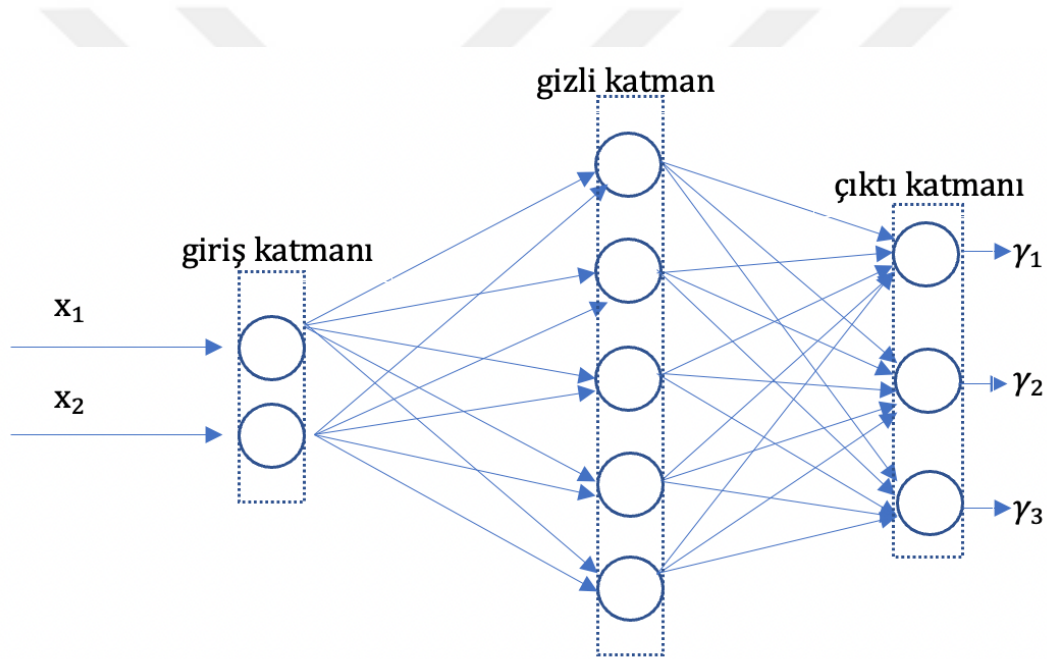 gizli katman
çıktı katmanı
giriş katmanı
x₁
x₂
γ₁
γ₂
γ₃